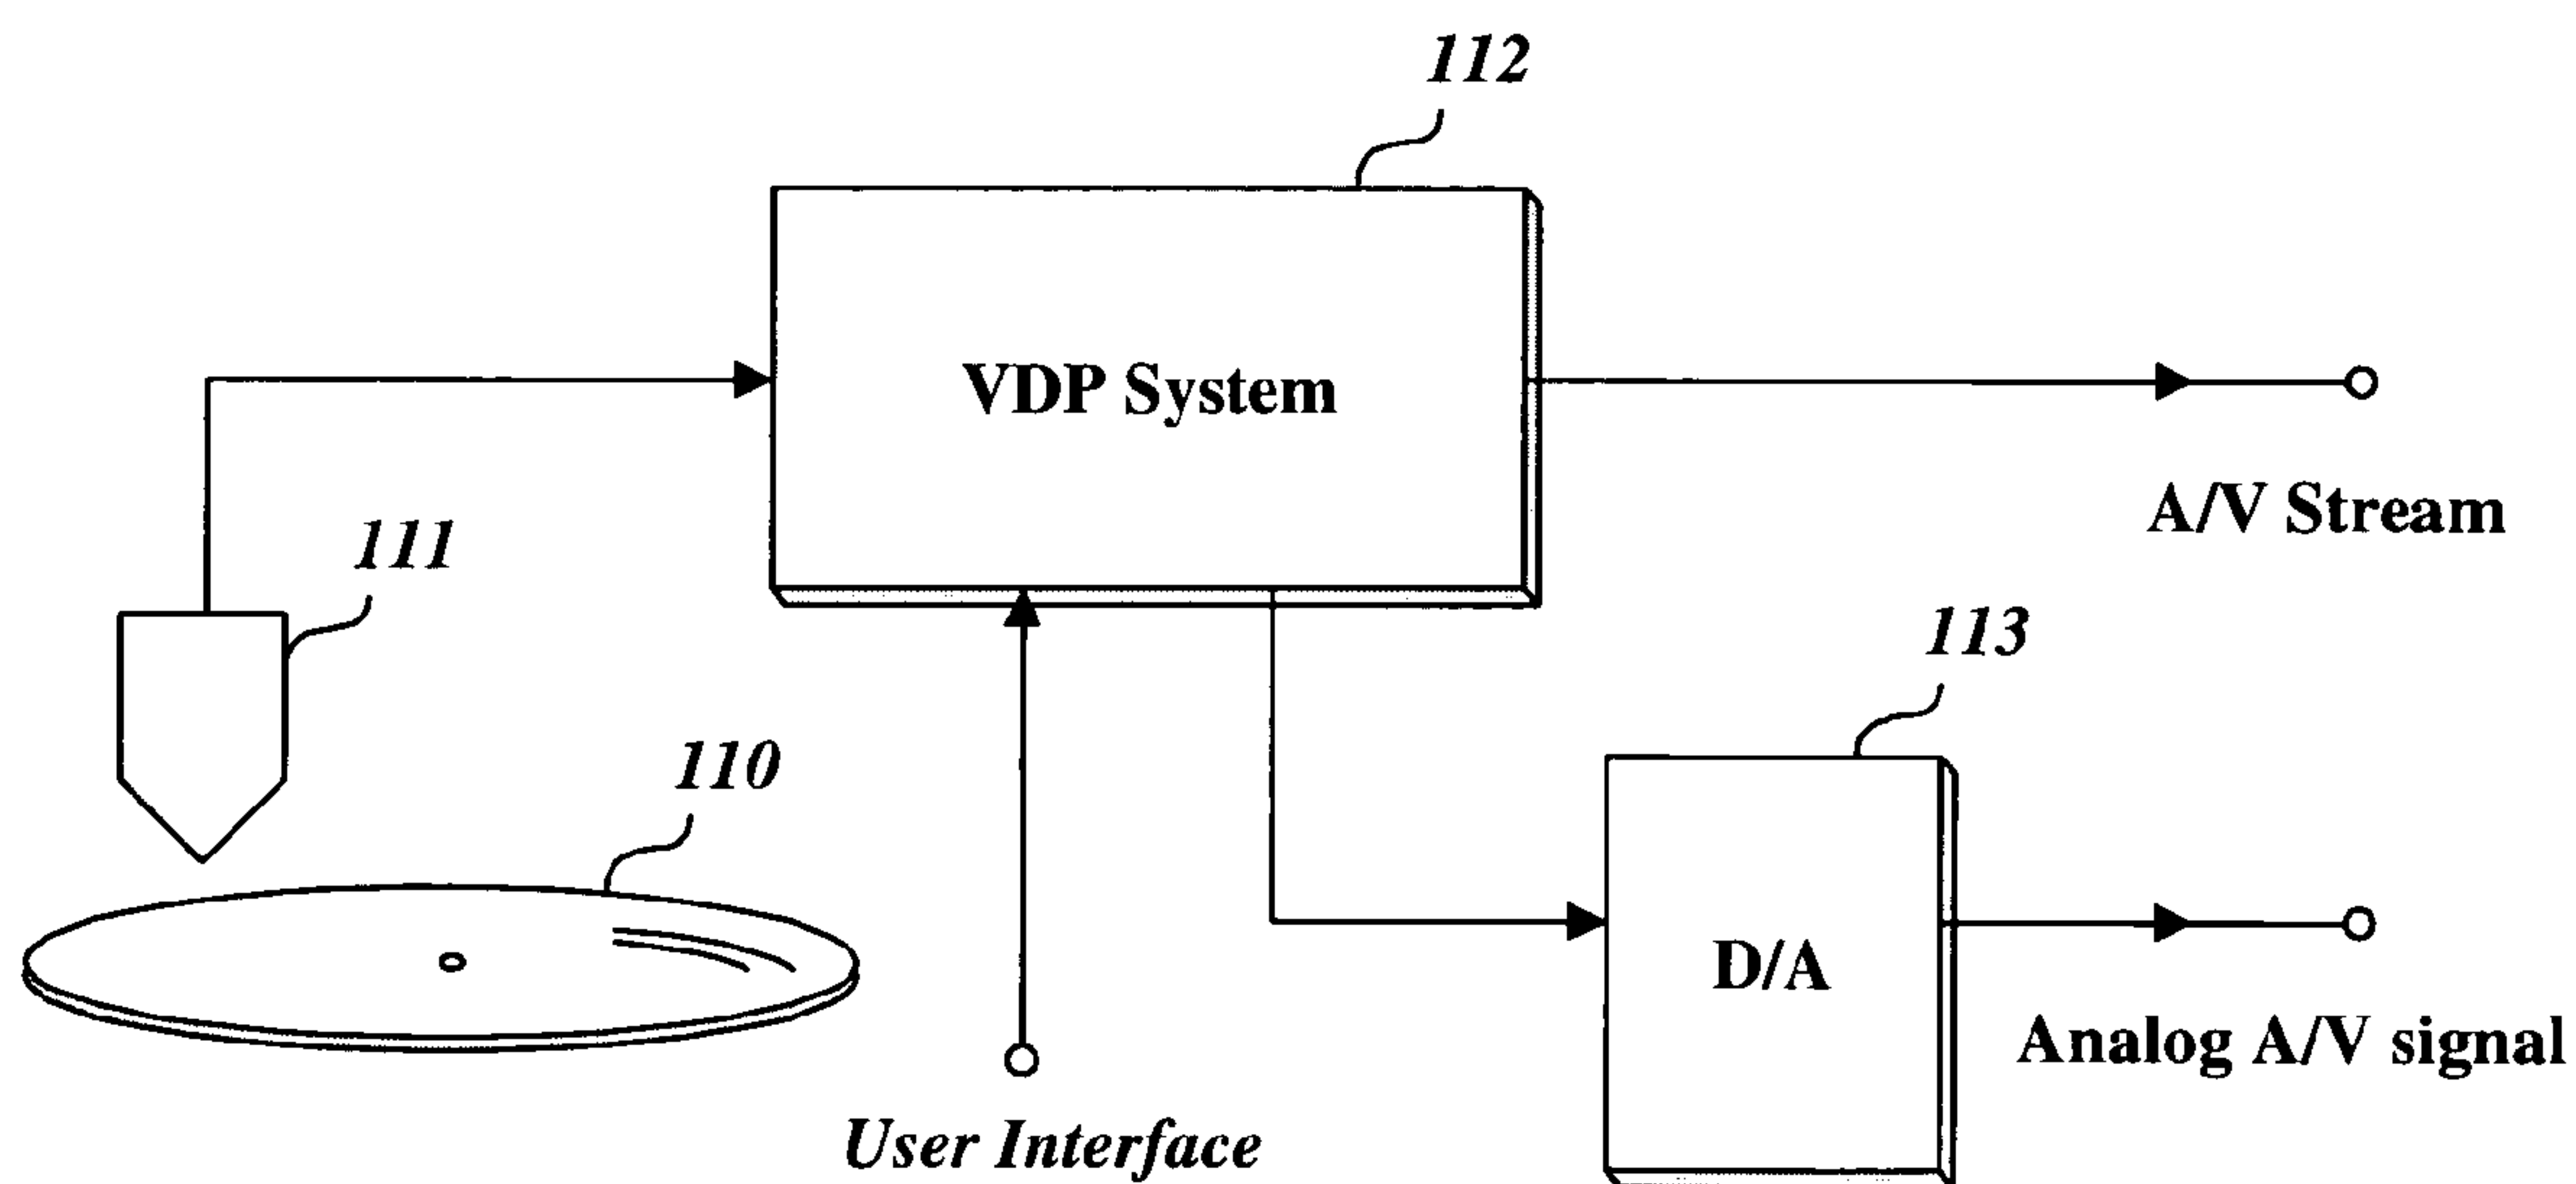 112
VDP System
A/V Stream
111
113
110
D/A
Analog A/V signal
User Interface